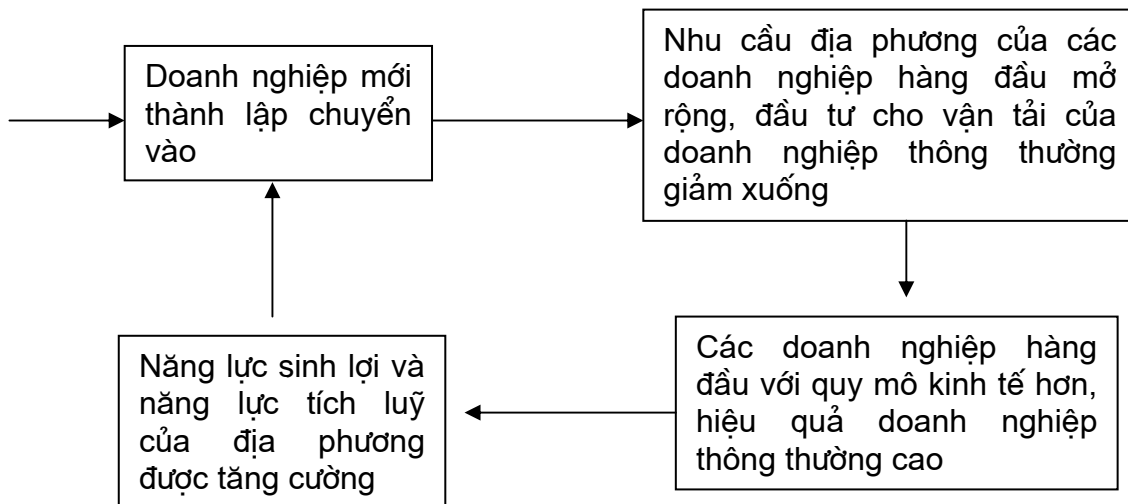 Doanh nghiệp mới
thành lập chuyển
vào
Nhu cầu địa phương của các
doanh nghiệp hàng đầu mở
rộng, đầu tư cho vận tải của
doanh nghiệp thông thường
giảm xuống
Các doanh nghiệp hàng
đầu với quy mô kinh tế hơn,
hiệu quả doanh nghiệp
thông thường cao
Năng lực sinh lợi và
năng lực tích luỹ
của địa phương
được tăng cường